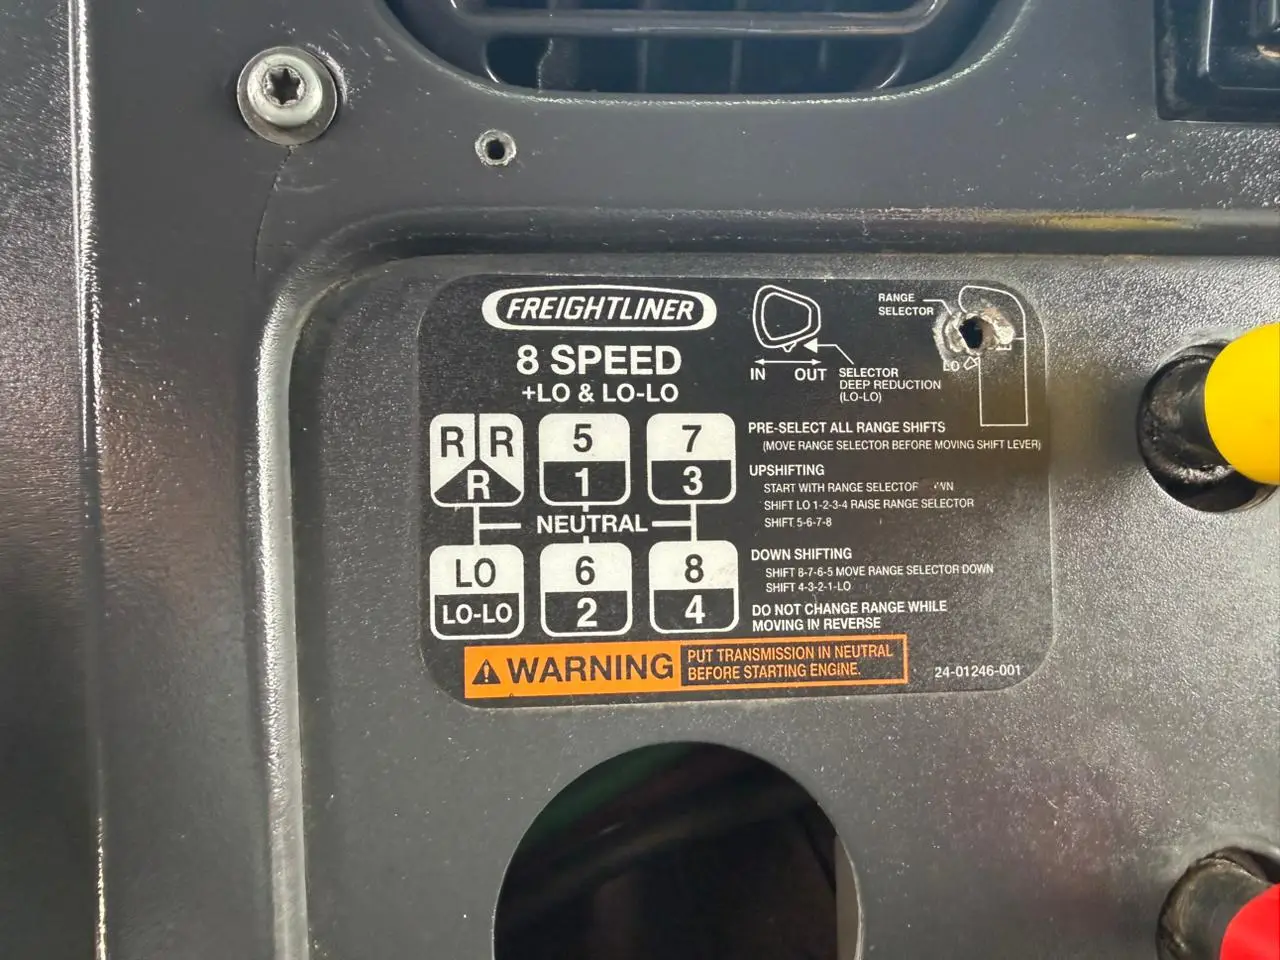 FREIGHTLINER
8 SPEED
+LO & LO-LO
R R 5 7
R 1 3
NEUTRAL
LO 6 8
LO-LO 2 4
IN OUT
SELECTOR
DEEP REDUCTION
(LO-LO)
RANGE
SELECTOR
LO
PRE-SELECT ALL RANGE SHIFTS
(MOVE RANGE SELECTOR BEFORE MOVING SHIFT LEVER)
UPSHIFTING
START WITH RANGE SELECTOR
SHIFT LO 1-2-3-4 RAISE RANGE SELECTOR
SHIFT 5-6-7-8
DOWN SHIFTING
SHIFT 8-7-6-5 MOVE RANGE SELECTOR DOWN
SHIFT 4-3-2-1-LO
DO NOT CHANGE RANGE WHILE
MOVING IN REVERSE
WARNING
PUT TRANSMISSION IN NEUTRAL
BEFORE STARTING ENGINE.
24-01246-001